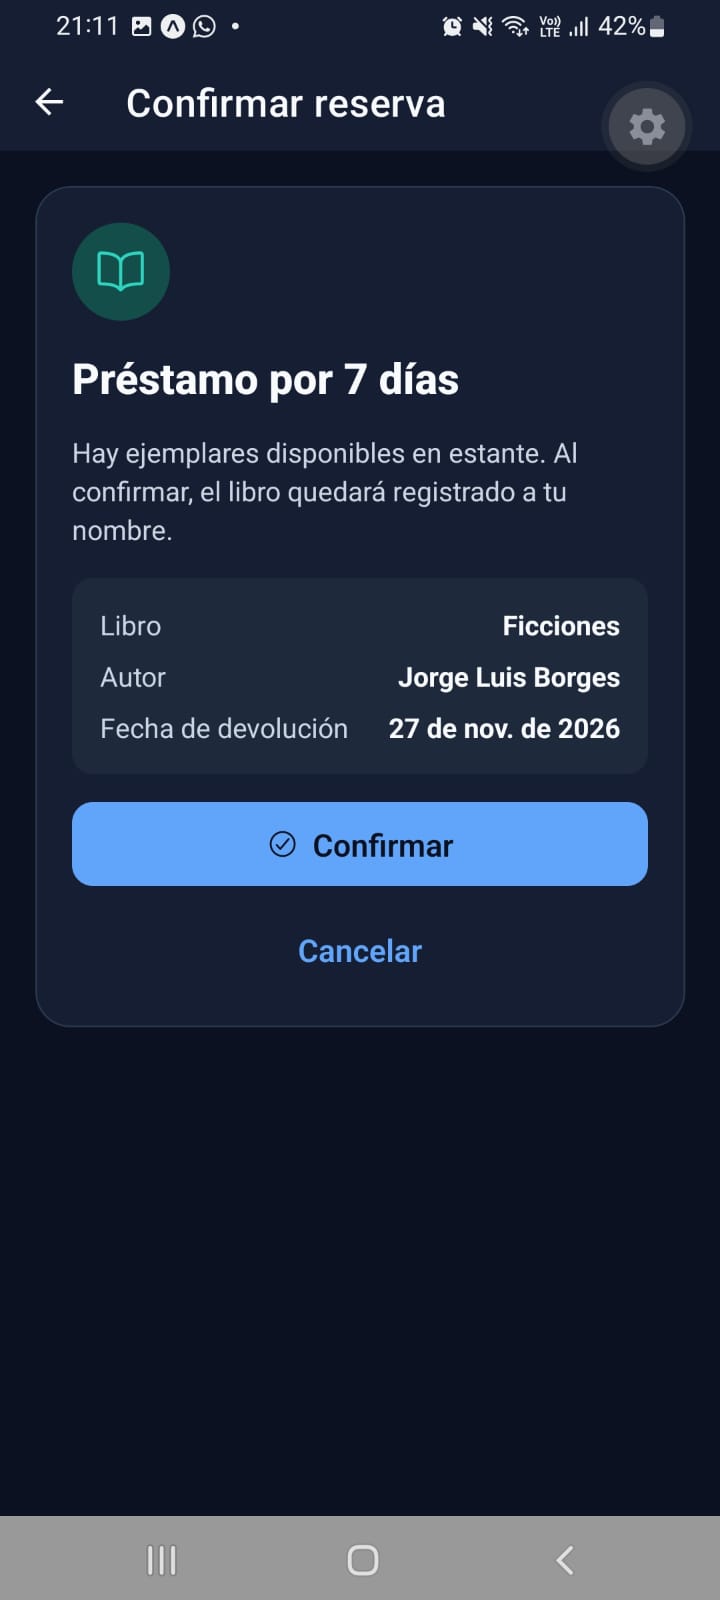 21:11
Vo)) LTE
42%
Confirmar reserva
Préstamo por 7 días
Hay ejemplares disponibles en estante. Al
confirmar, el libro quedará registrado a tu
nombre.
Libro Ficciones
Autor Jorge Luis Borges
Fecha de devolución 27 de nov. de 2026
Confirmar
Cancelar